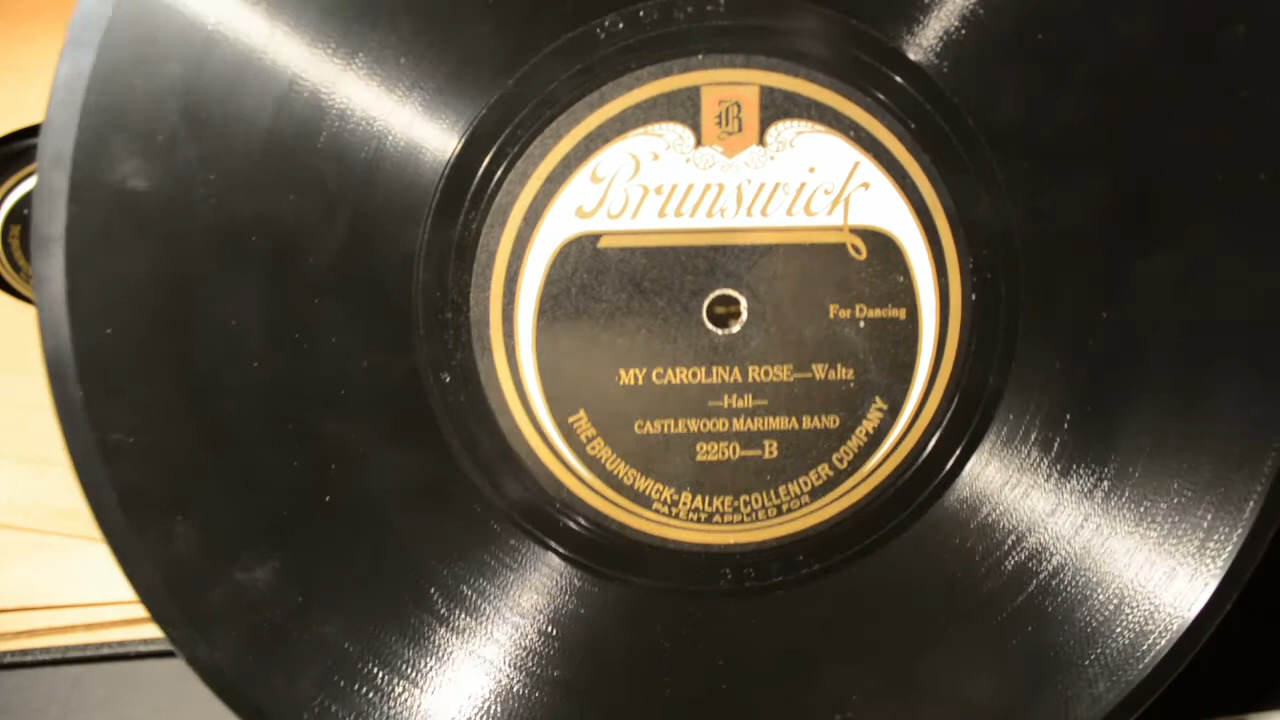 B
Brunswick
For Dancing
MY CAROLINA ROSE—Waltz
—Hall—
CASTLEWOOD MARIMBA BAND
2250—B
THE BRUNSWICK-BALKE-COLLENDER COMPANY
PATENT APPLIED FOR